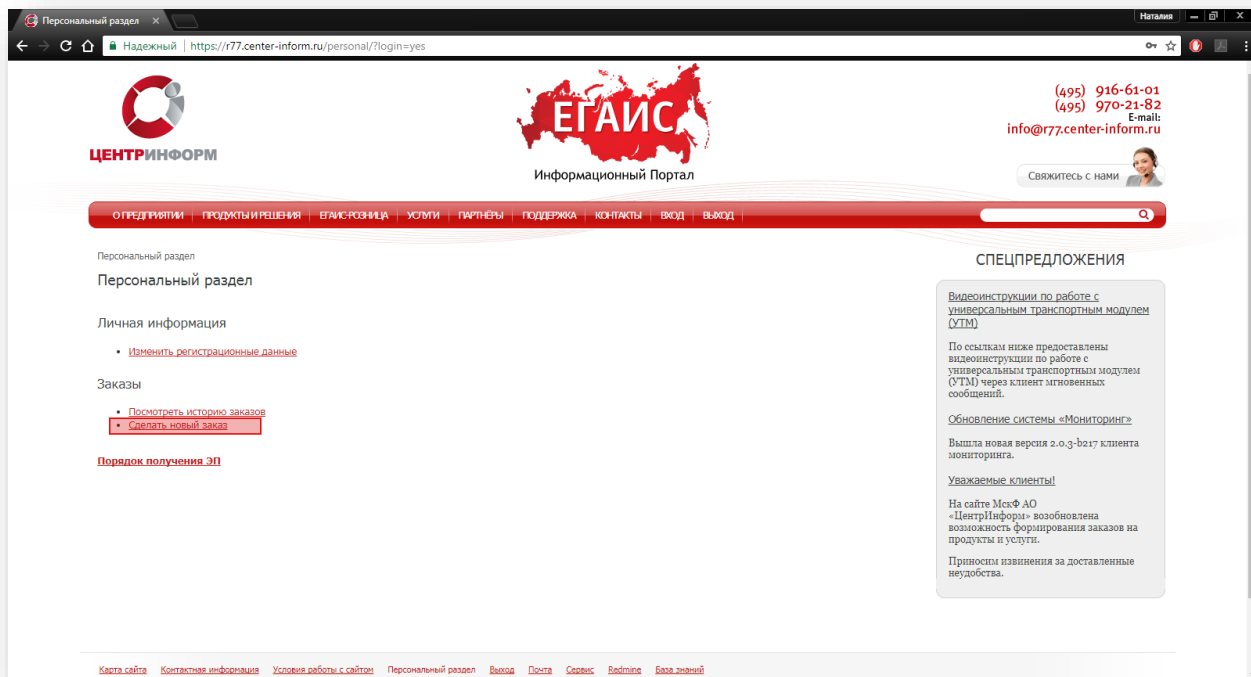 Персональный раздел
Наталия
Надежный | https://r77.center-inform.ru/personal/?login=yes
ЦЕНТРИНФОРМ
ЕГАИС
Информационный Портал
(495) 916-61-01
(495) 970-21-82
E-mail:
info@r77.center-inform.ru
Свяжитесь с нами
О ПРЕДПРИЯТИИ ПРОДУКТЫ И РЕШЕНИЯ ЕГАИС-РОЗНИЦА УСЛУГИ ПАРТНЁРЫ ПОДДЕРЖКА КОНТАКТЫ ВХОД ВЫХОД
Персональный раздел
Персональный раздел
Личная информация
Изменить регистрационные данные
Заказы
Посмотреть историю заказов
Сделать новый заказ
Порядок получения ЭП
СПЕЦПРЕДЛОЖЕНИЯ
Видеоинструкции по работе с
универсальным транспортным модулем
(УТМ)
По ссылкам ниже предоставлены
видеоинструкции по работе с
универсальным транспортным модулем
(УТМ) через клиент мгновенных
сообщений.
Обновление системы «Мониторинг»
Вышла новая версия 2.0.3-b217 клиента
мониторинга.
Уважаемые клиенты!
На сайте МскФ АО
«ЦентрИнформ» возобновлена
возможность формирования заказов на
продукты и услуги.
Приносим извинения за доставленные
неудобства.
Карта сайта Контактная информация Условия работы с сайтом Персональный раздел Выход Почта Сервис Redmine База знаний